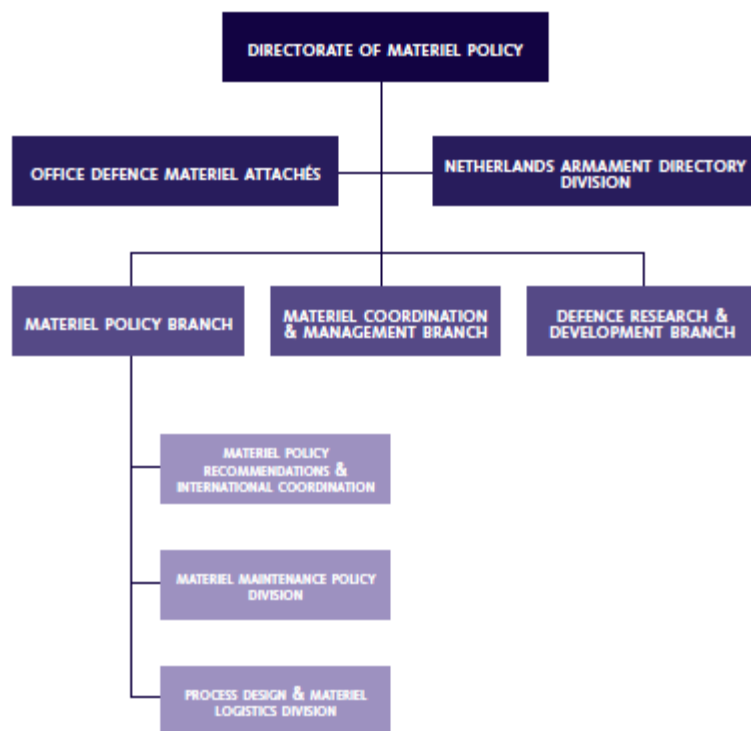 DIRECTORATE OF MATERIEL POLICY
OFFICE DEFENCE MATERIEL ATTACHÉS
NETHERLANDS ARMAMENT DIRECTORY
DIVISION
MATERIEL POLICY BRANCH
MATERIEL COORDINATION
& MANAGEMENT BRANCH
DEFENCE RESEARCH &
DEVELOPMENT BRANCH
MATERIEL POLICY
RECOMMENDATIONS &
INTERNATIONAL COORDINATION
MATERIEL MAINTENANCE POLICY
DIVISION
PROCESS DESIGN & MATERIEL
LOGISTICS DIVISION